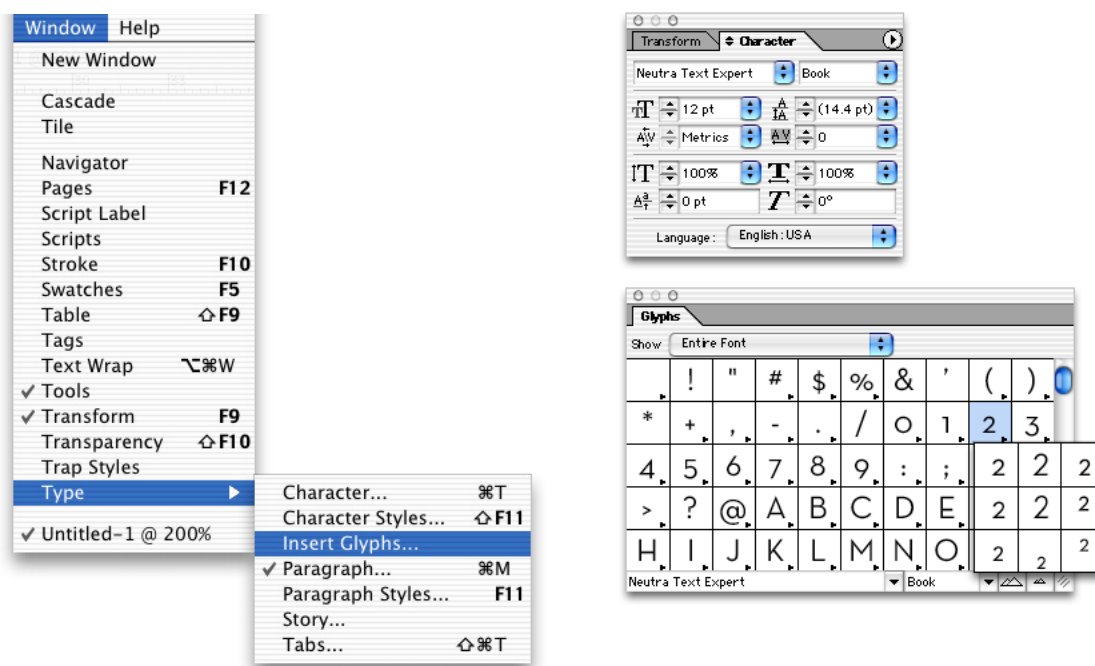 Window Help
New Window
Cascade
Tile
Navigator
Pages F12
Script Label
Scripts
Stroke F10
Swatches F5
Table ⇧F9
Tags
Text Wrap ⌥⌘W
✓ Tools
✓ Transform F9
Transparency ⇧F10
Trap Styles
Type ▶
✓ Untitled-1 @ 200%
Character... ⌘T
Character Styles... ⇧F11
Insert Glyphs...
✓ Paragraph... ⌘M
Paragraph Styles... F11
Story...
Tabs... ⇧⌘T
Transform Character
Neutra Text Expert Book
12 pt (14.4 pt)
Metrics 0
100% 100%
0 pt 0°
Language: English: USA
Glyphs
Show Entire Font
! " # $ % & ' ( )
* + , - . / 0 1 2 3
4 5 6 7 8 9 : ; 2 2 2
> ? @ A B C D E 2 2 2
H I J K L M N O 2 2 2
Neutra Text Expert Book